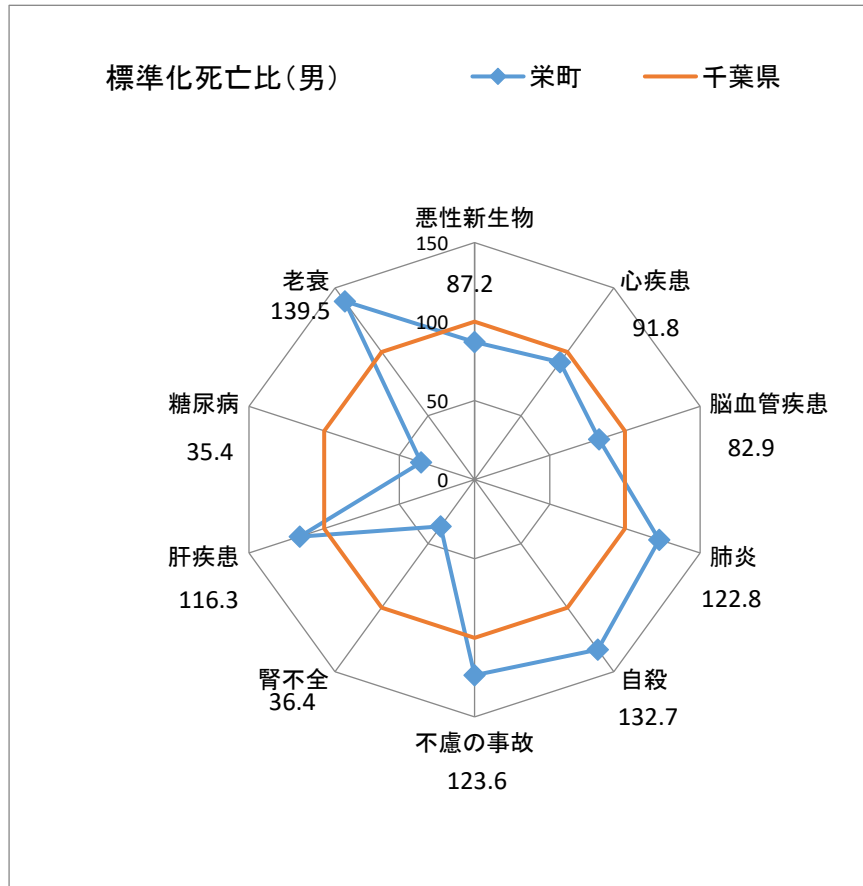 標準化死亡比（男）
栄町
千葉県
悪性新生物
87.2
心疾患
91.8
脳血管疾患
82.9
肺炎
122.8
自殺
132.7
不慮の事故
123.6
腎不全
36.4
肝疾患
116.3
糖尿病
35.4
老衰
139.5
150
100
50
0